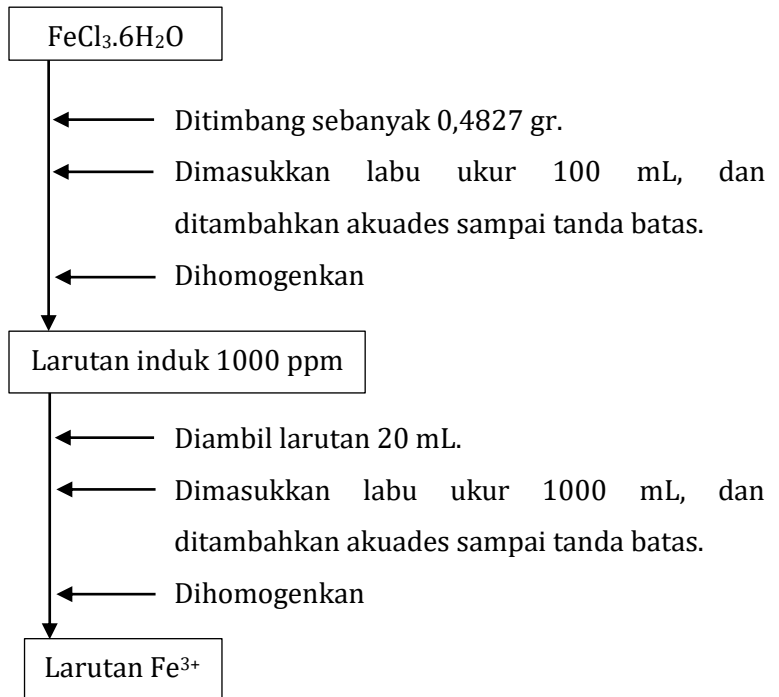 FeCl₃.6H₂O
Ditimbang sebanyak 0,4827 gr.
Dimasukkan labu ukur 100 mL, dan
ditambahkan akuades sampai tanda batas.
Dihomogenkan
Larutan induk 1000 ppm
Diambil larutan 20 mL.
Dimasukkan labu ukur 1000 mL, dan
ditambahkan akuades sampai tanda batas.
Dihomogenkan
Larutan Fe³⁺